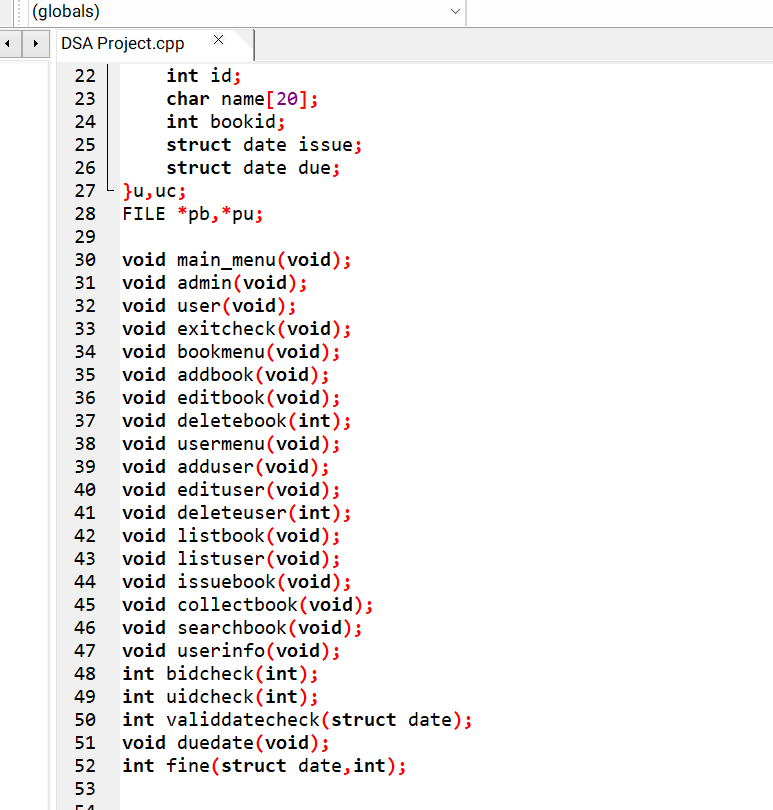 (globals)
DSA Project.cpp
22 int id;
23 char name[20];
24 int bookid;
25 struct date issue;
26 struct date due;
27 }u,uc;
28 FILE *pb,*pu;
29
30 void main_menu(void);
31 void admin(void);
32 void user(void);
33 void exitcheck(void);
34 void bookmenu(void);
35 void addbook(void);
36 void editbook(void);
37 void deletebook(int);
38 void usermenu(void);
39 void adduser(void);
40 void edituser(void);
41 void deleteuser(int);
42 void listbook(void);
43 void listuser(void);
44 void issuebook(void);
45 void collectbook(void);
46 void searchbook(void);
47 void userinfo(void);
48 int bidcheck(int);
49 int uidcheck(int);
50 int validdatecheck(struct date);
51 void duedate(void);
52 int fine(struct date,int);
53